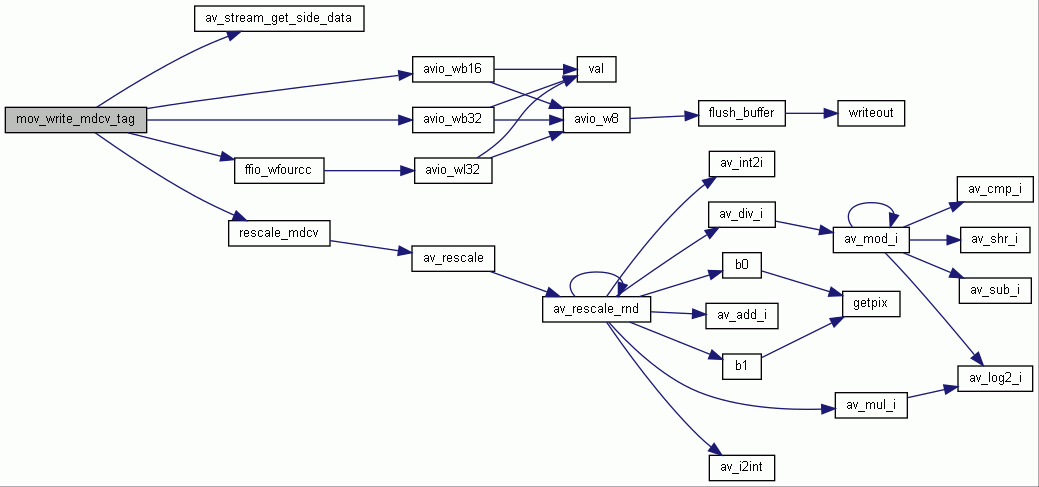 av_stream_get_side_data
avio_wb16
val
mov_write_mdcv_tag
avio_wb32
avio_w8
flush_buffer
writeout
ffio_wfourcc
avio_wl32
av_int2i
av_cmp_i
av_div_i
rescale_mdcv
av_mod_i
av_shr_i
av_rescale
b0
av_sub_i
av_rescale_rnd
av_add_i
getpix
b1
av_log2_i
av_mul_i
av_i2int